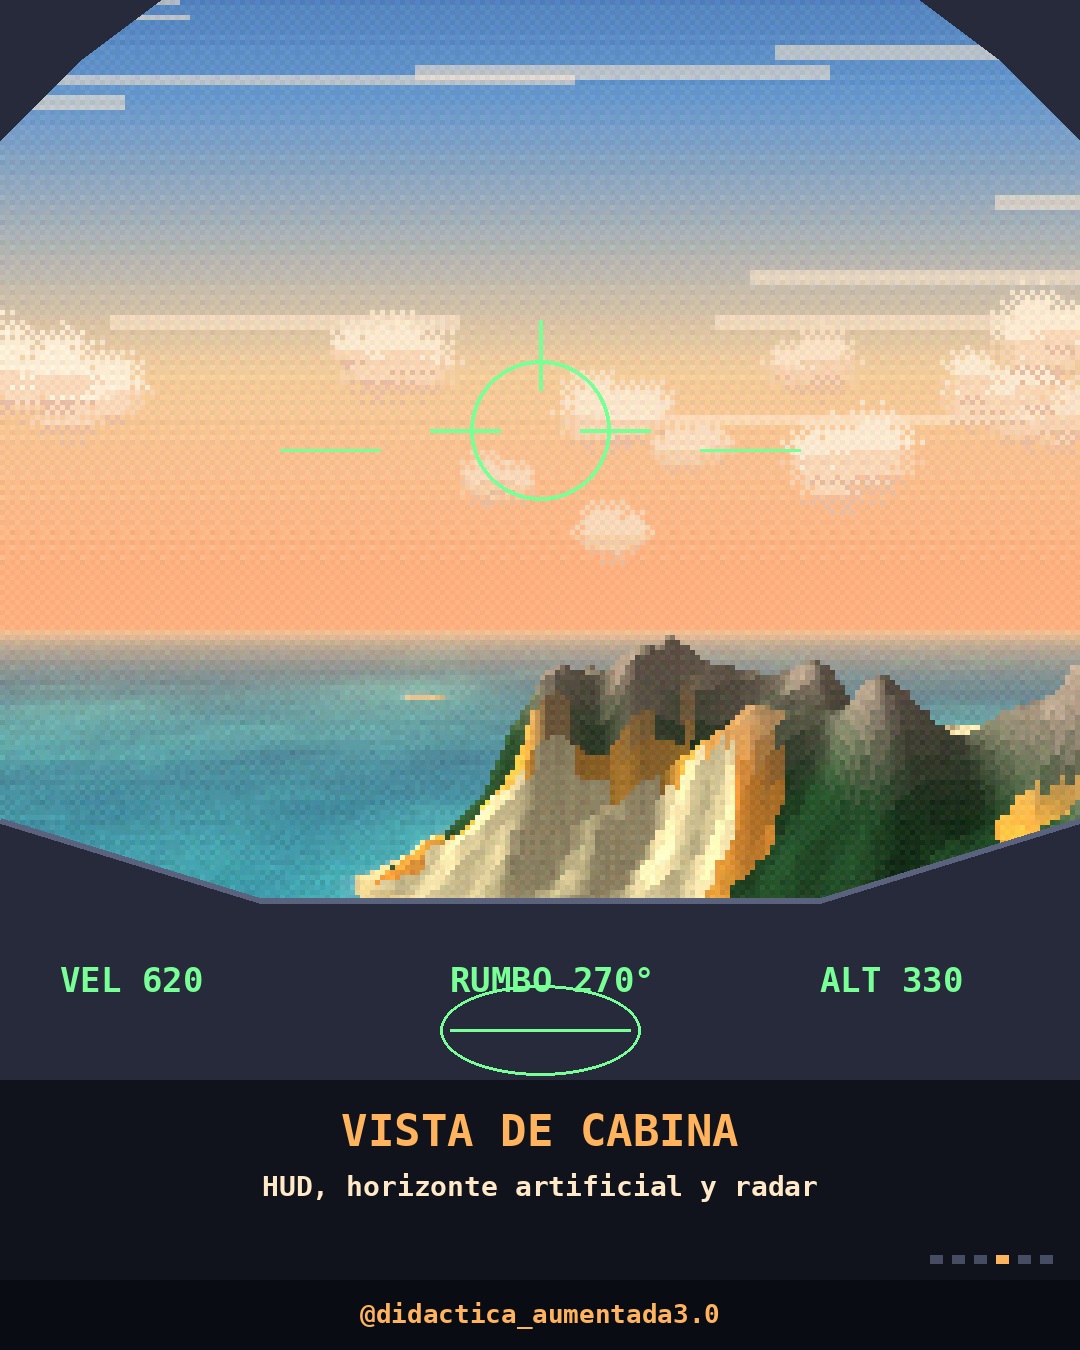 VEL 620 RUMBO 270° ALT 330
VISTA DE CABINA
HUD, horizonte artificial y radar
@didactica_aumentada3.0